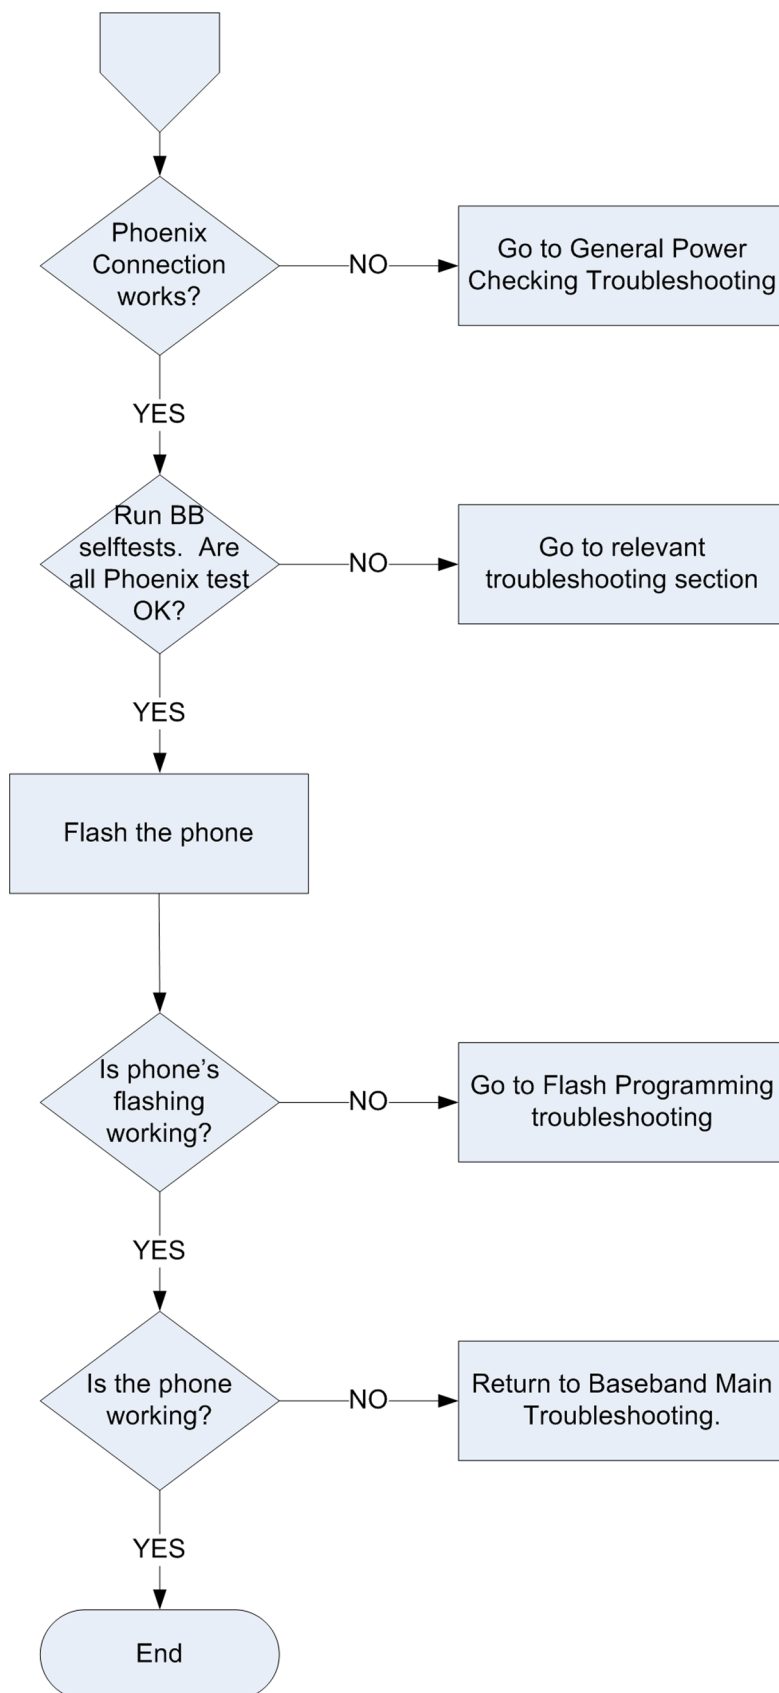 Phoenix
Connection
works?
NO
Go to General Power
Checking Troubleshooting
YES
Run BB
selftests.  Are
all Phoenix test
OK?
NO
Go to relevant
troubleshooting section
YES
Flash the phone
Is phone's
flashing
working?
NO
Go to Flash Programming
troubleshooting
YES
Is the phone
working?
NO
Return to Baseband Main
Troubleshooting.
YES
End